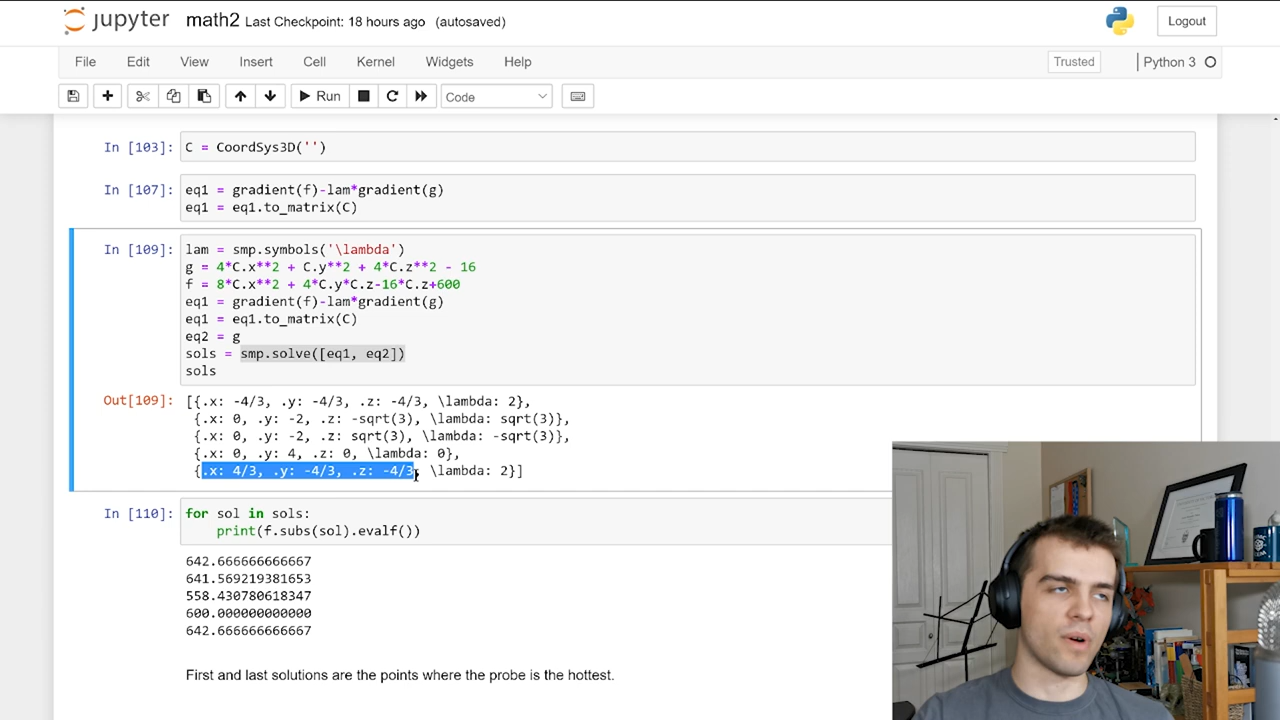 jupyter math2 Last Checkpoint: 18 hours ago (autosaved) Logout
File Edit View Insert Cell Kernel Widgets Help Trusted Python 3
Run Code
In [103]: C = CoordSys3D('')
In [107]: eq1 = gradient(f)-lam*gradient(g)
eq1 = eq1.to_matrix(C)
In [109]: lam = smp.symbols('\lambda')
g = 4*C.x**2 + C.y**2 + 4*C.z**2 - 16
f = 8*C.x**2 + 4*C.y*C.z-16*C.z+600
eq1 = gradient(f)-lam*gradient(g)
eq1 = eq1.to_matrix(C)
eq2 = g
sols = smp.solve([eq1, eq2])
sols
Out[109]: [{.x: -4/3, .y: -4/3, .z: -4/3, \lambda: 2},
{.x: 0, .y: -2, .z: -sqrt(3), \lambda: sqrt(3)},
{.x: 0, .y: -2, .z: sqrt(3), \lambda: -sqrt(3)},
{.x: 0, .y: 4, .z: 0, \lambda: 0},
{.x: 4/3, .y: -4/3, .z: -4/3, \lambda: 2}]
In [110]: for sol in sols:
print(f.subs(sol).evalf())
642.666666666667
641.569219381653
558.430780618347
600.000000000000
642.666666666667
First and last solutions are the points where the probe is the hottest.